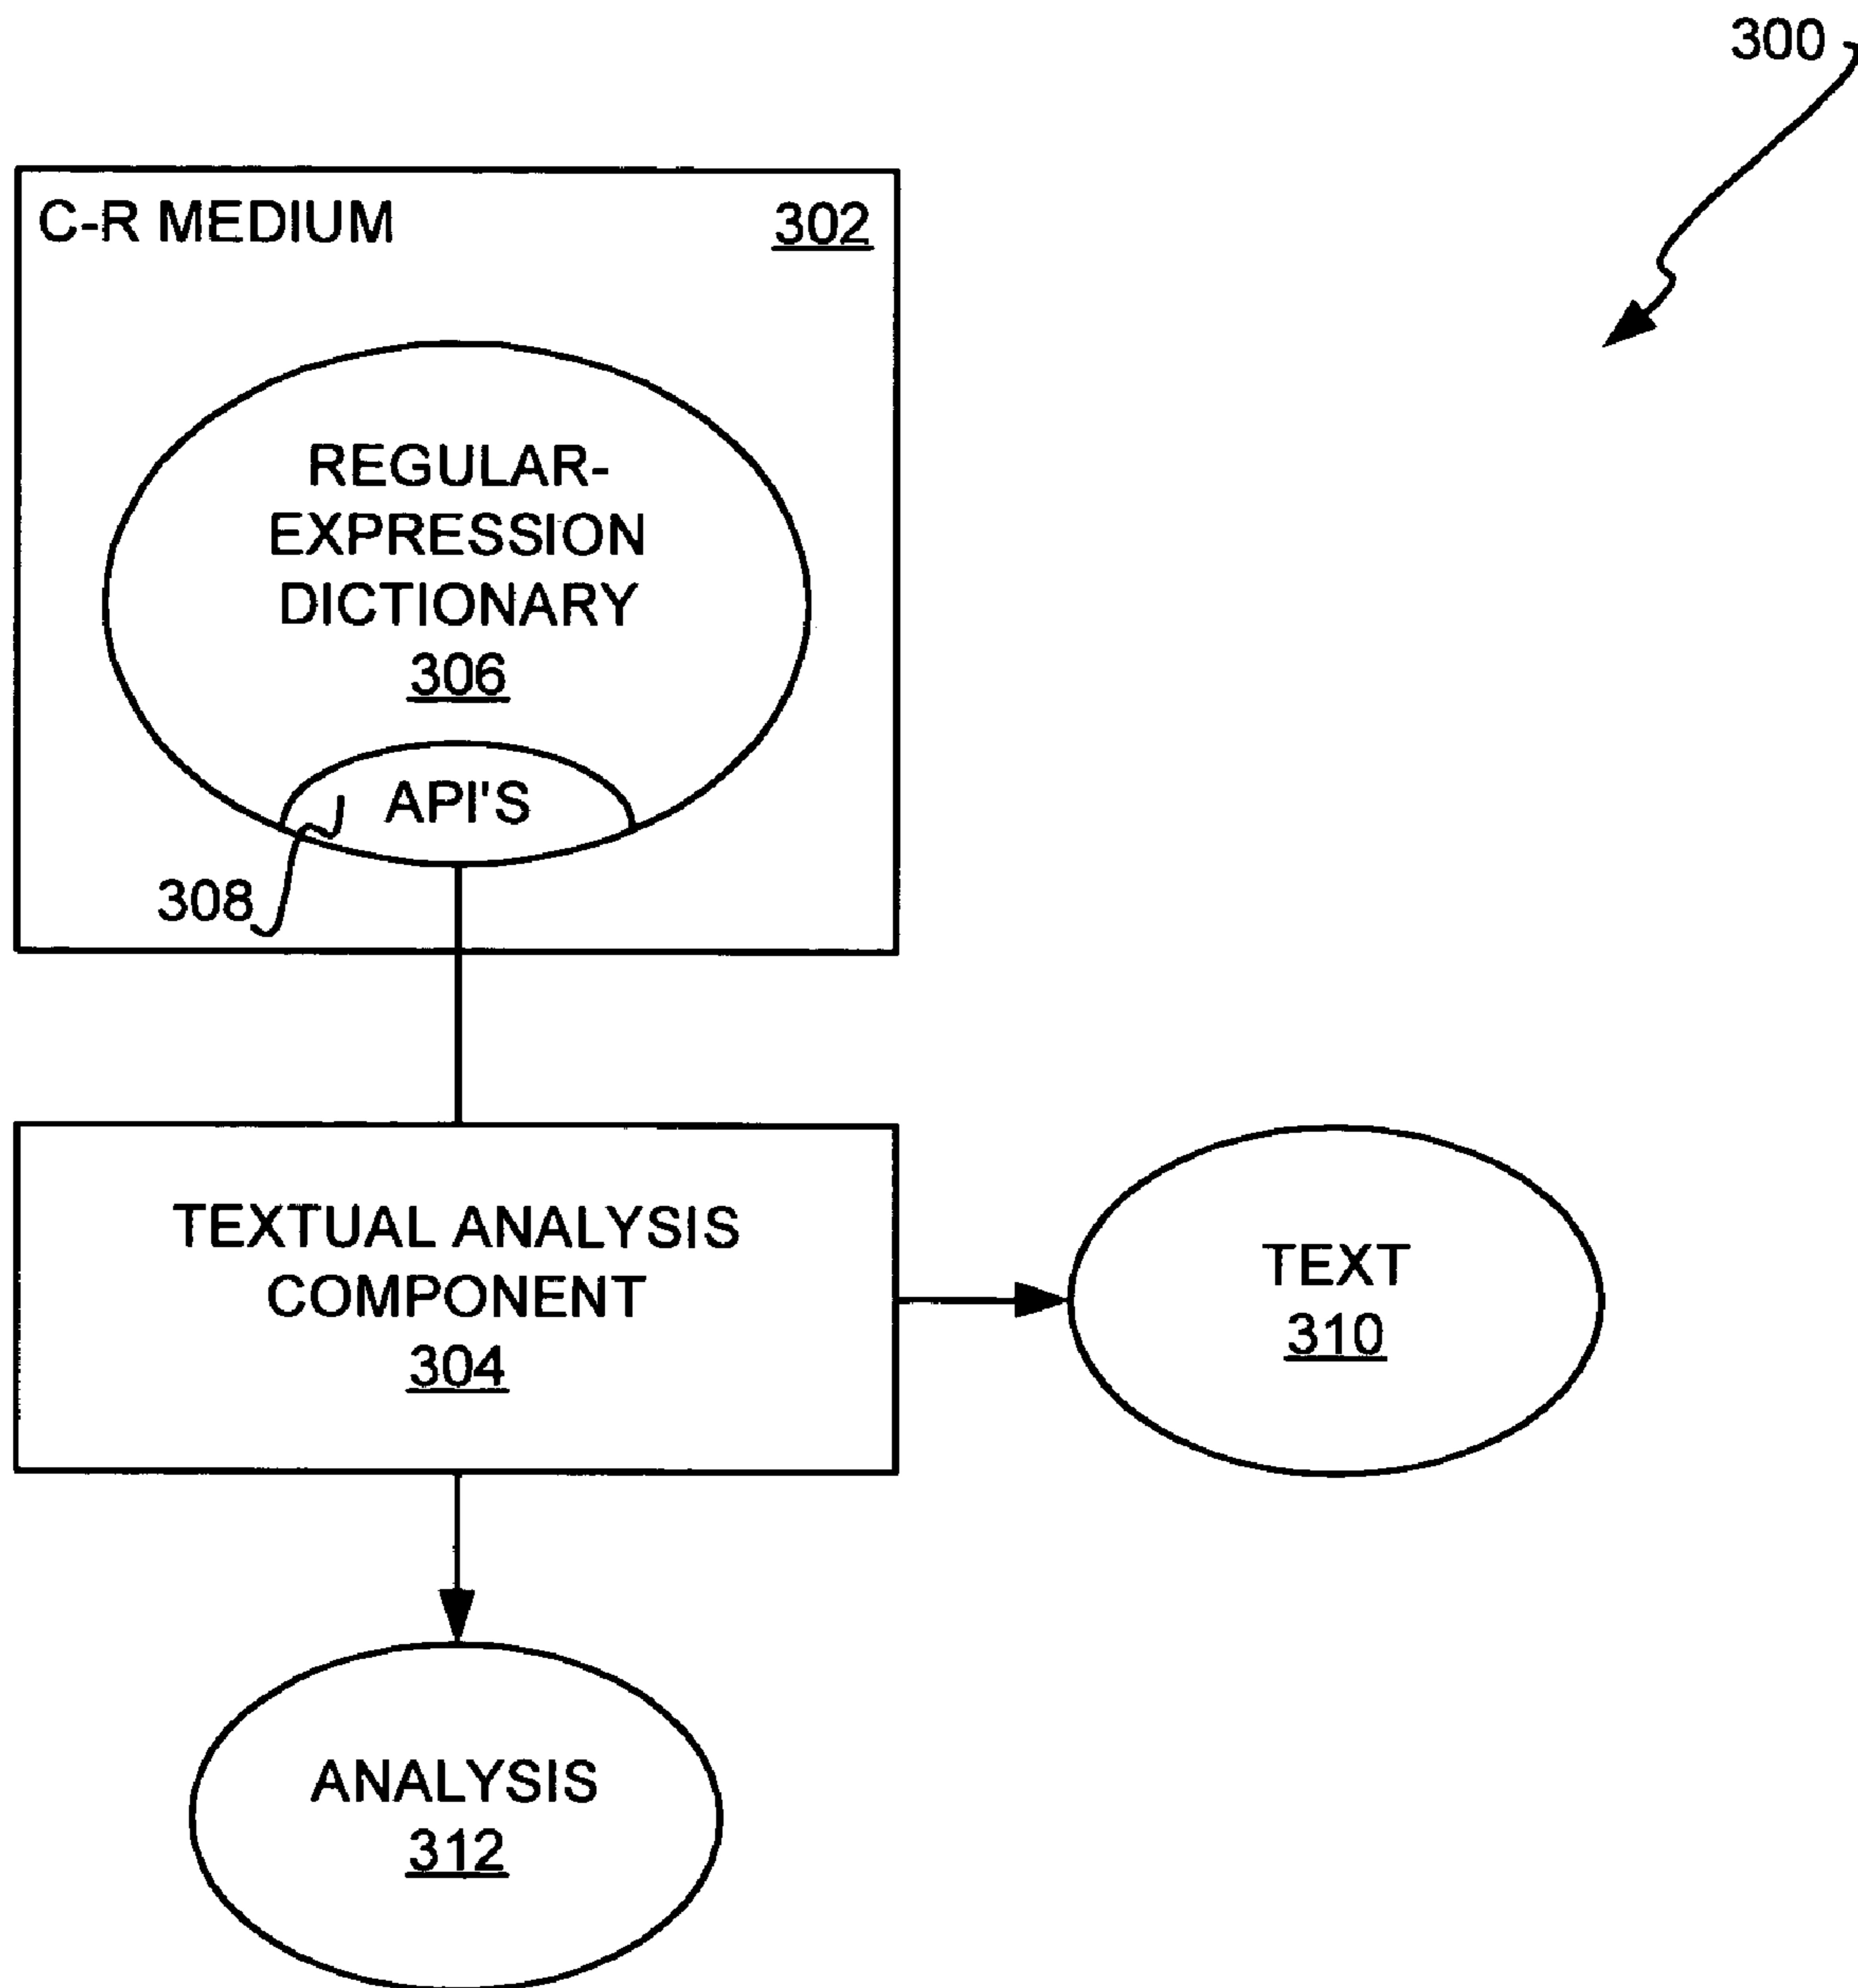 300
C-R MEDIUM 302
REGULAR-
EXPRESSION
DICTIONARY
306
API'S
308
TEXTUAL ANALYSIS
COMPONENT
304
TEXT
310
ANALYSIS
312